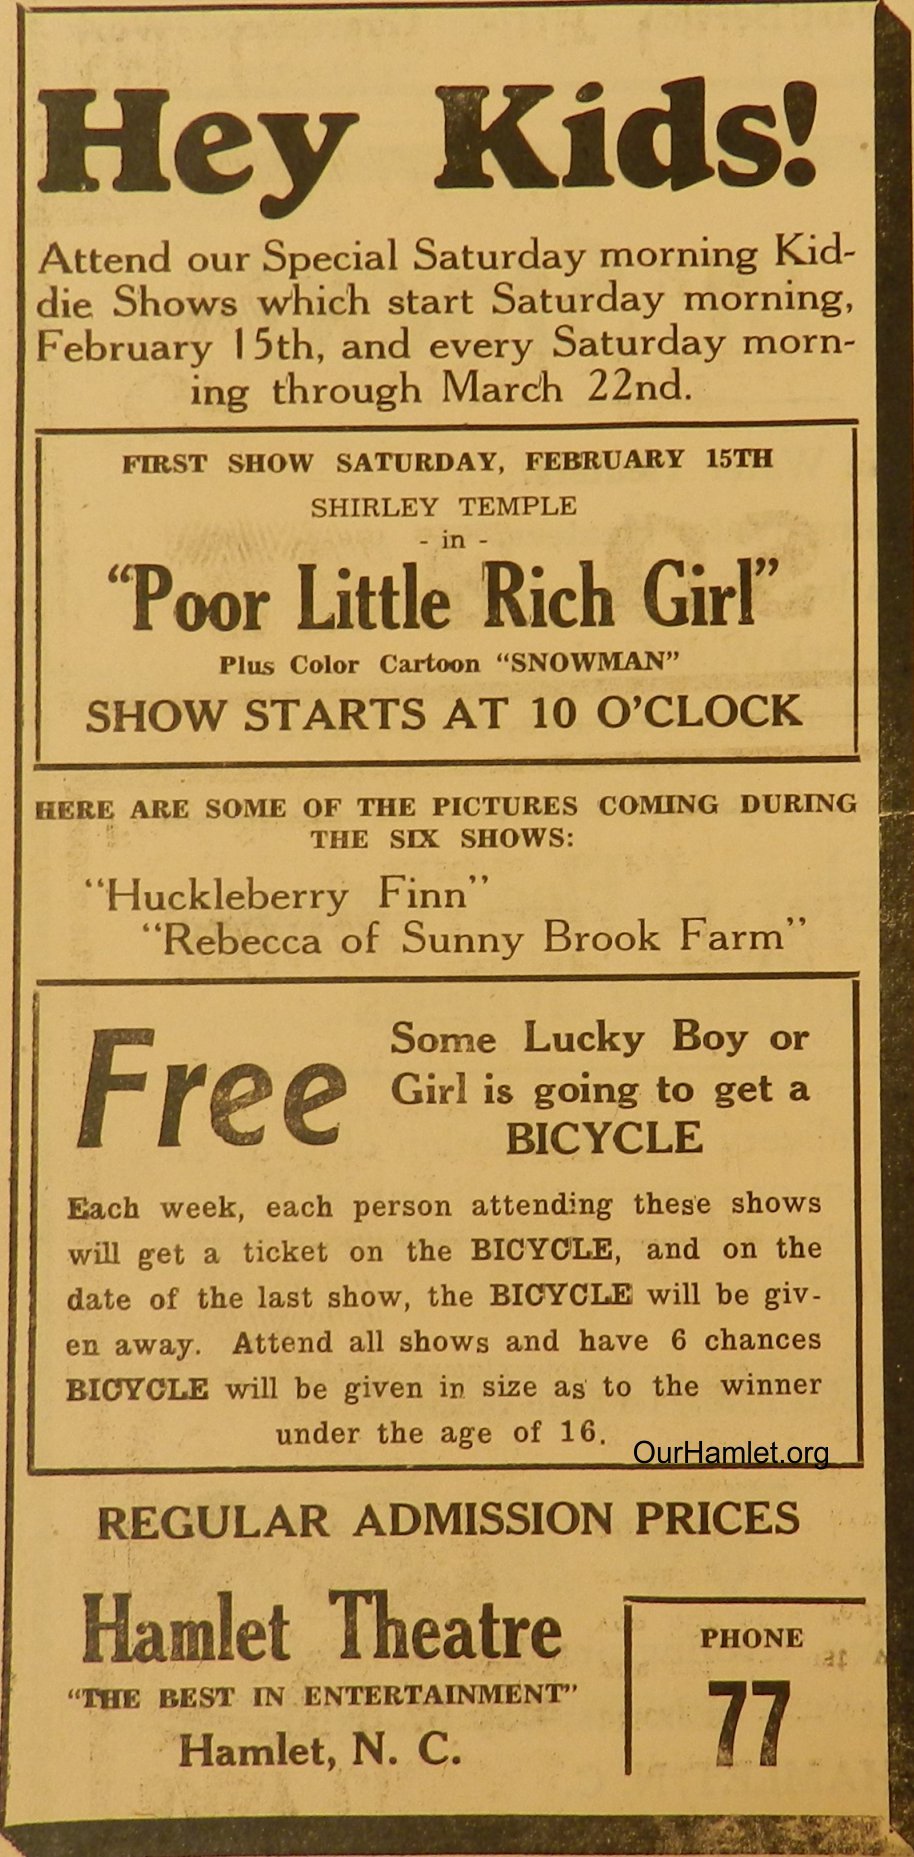 Hey Kids!
Attend our Special Saturday morning Kid-
die Shows which start Saturday morning,
February 15th, and every Saturday morn-
ing through March 22nd.
FIRST SHOW SATURDAY, FEBRUARY 15TH
SHIRLEY TEMPLE
- in -
“Poor Little Rich Girl”
Plus Color Cartoon “SNOWMAN”
SHOW STARTS AT 10 O’CLOCK
HERE ARE SOME OF THE PICTURES COMING DURING
THE SIX SHOWS:
“Huckleberry Finn”
“Rebecca of Sunny Brook Farm”
Free
Some Lucky Boy or
Girl is going to get a
BICYCLE
Each week, each person attending these shows
will get a ticket on the BICYCLE, and on the
date of the last show, the BICYCLE will be giv-
en away. Attend all shows and have 6 chances
BICYCLE will be given in size as to the winner
under the age of 16.
OurHamlet.org
REGULAR ADMISSION PRICES
Hamlet Theatre
“THE BEST IN ENTERTAINMENT”
Hamlet, N. C.
PHONE
77